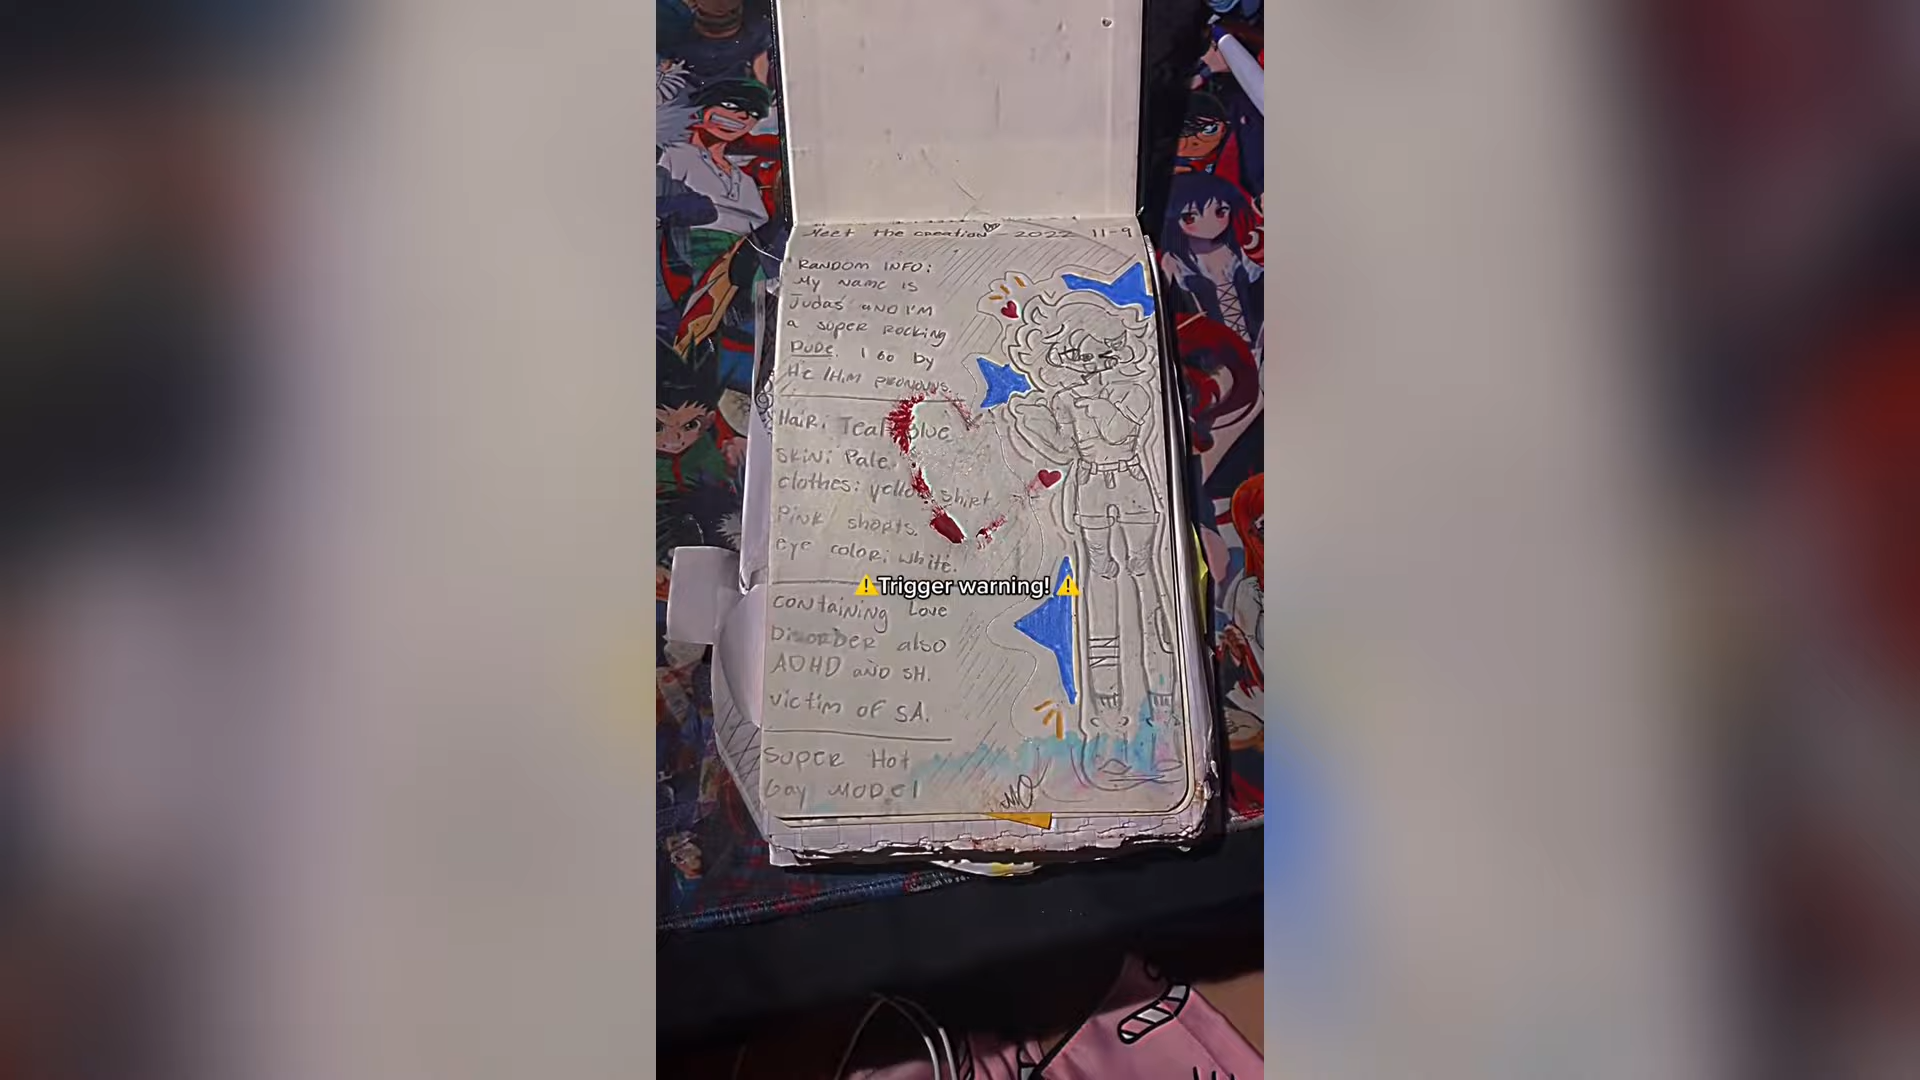 Meet the creation - 2022 11-9
RANDOM INFO:
My name is
Judas AND I'M
a super Rocking
DUDE. I GO by
He/Him pronouns.
Hair: Teal Blue
SKIN: Pale.
clothes: yellow shirt
Pink shorts.
eye color: white.
⚠️Trigger warning! ⚠️
containing Love
Disorder also
ADHD AND SH.
victim of SA.
Super Hot
Gay MODEL